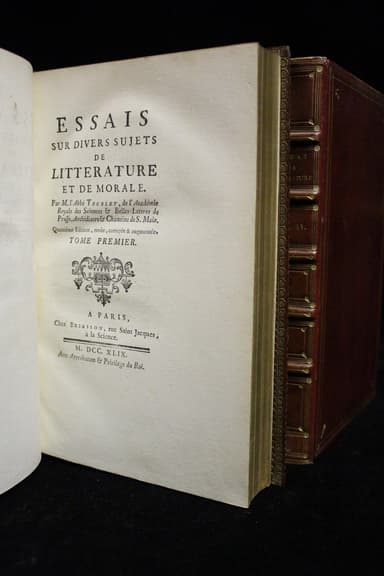 ESSAIS
SUR DIVERS SUJETS
DE
LITTERATURE
ET DE MORALE.
Par M. l'Abbé TRUBLET, de l'Académie
Royale des Sciences & Belles-Lettres de
Prusse, Archidiacre & Chanoine de S. Malo.
Quatriéme Edition, revûe, corrigée & augmentée.
TOME PREMIER.
A PARIS,
Chez BRIASSON, rue Saint Jacques,
à la Science.
M. DCC. XLIX.
Avec Approbation & Privilége du Roi.